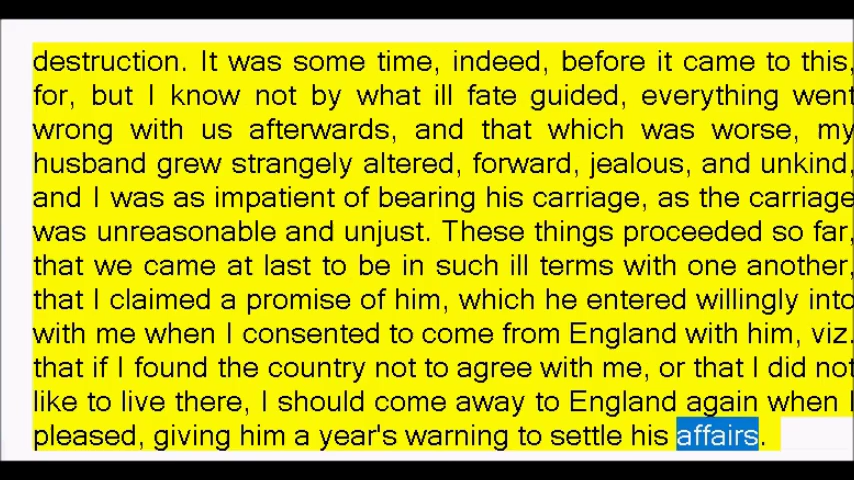 destruction. It was some time, indeed, before it came to this,
for, but I know not by what ill fate guided, everything went
wrong with us afterwards, and that which was worse, my
husband grew strangely altered, forward, jealous, and unkind,
and I was as impatient of bearing his carriage, as the carriage
was unreasonable and unjust. These things proceeded so far,
that we came at last to be in such ill terms with one another,
that I claimed a promise of him, which he entered willingly into
with me when I consented to come from England with him, viz.
that if I found the country not to agree with me, or that I did not
like to live there, I should come away to England again when I
pleased, giving him a year's warning to settle his affairs.